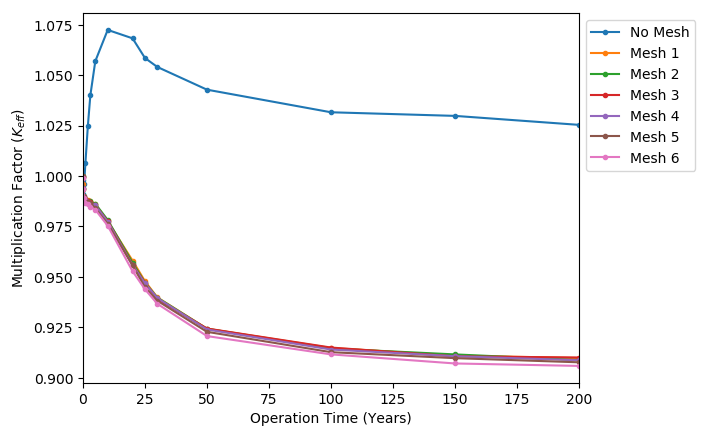 1.075
1.050
1.025
1.000
0.975
0.950
0.925
0.900
Multiplication Factor (K_eff)
0
25
50
75
100
125
150
175
200
Operation Time (Years)
No Mesh
Mesh 1
Mesh 2
Mesh 3
Mesh 4
Mesh 5
Mesh 6